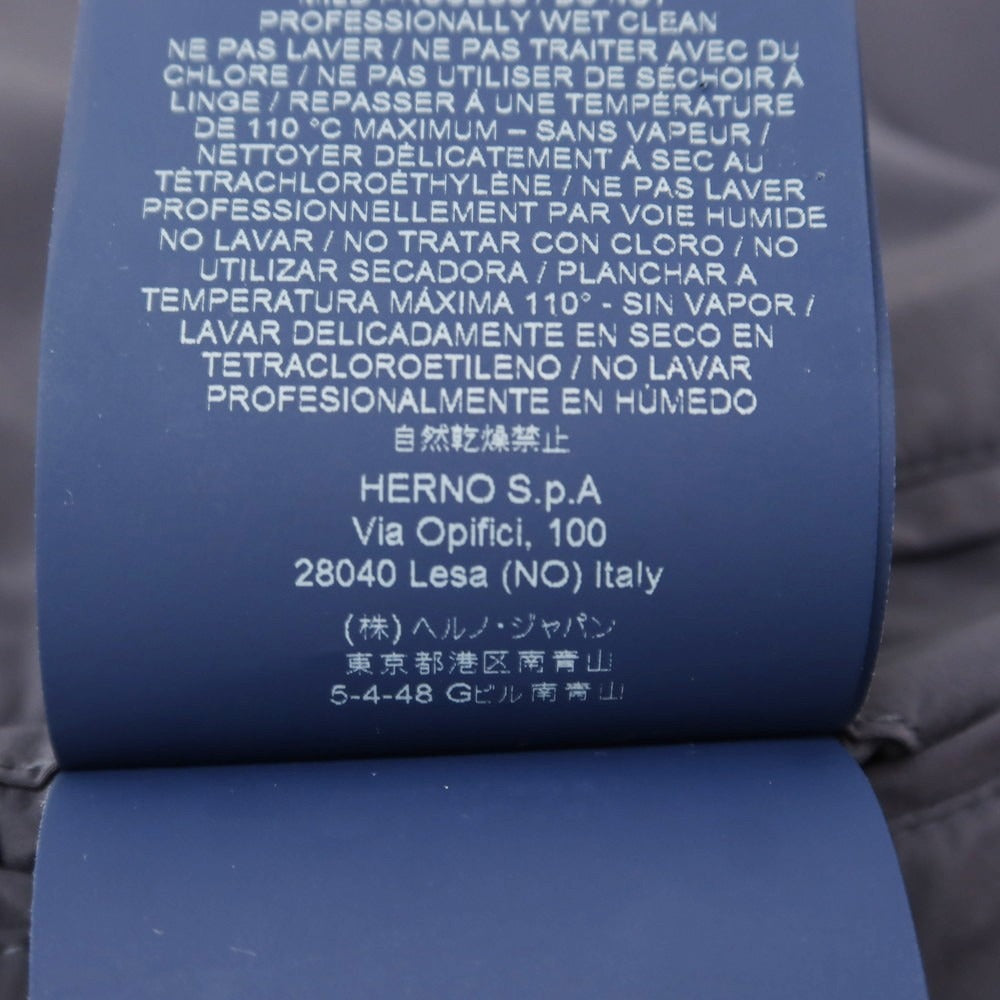 MILD PROCESS / DO NOT
PROFESSIONALLY WET CLEAN
NE PAS LAVER / NE PAS TRAITER AVEC DU
CHLORE / NE PAS UTILISER DE SÉCHOIR À
LINGE / REPASSER À UNE TEMPÉRATURE
DE 110 °C MAXIMUM – SANS VAPEUR /
NETTOYER DÉLICATEMENT À SEC AU
TÉTRACHLOROÉTHYLÈNE / NE PAS LAVER
PROFESSIONNELLEMENT PAR VOIE HUMIDE
NO LAVAR / NO TRATAR CON CLORO / NO
UTILIZAR SECADORA / PLANCHAR A
TEMPERATURA MÁXIMA 110° - SIN VAPOR /
LAVAR DELICADAMENTE EN SECO EN
TETRACLOROETILENO / NO LAVAR
PROFESIONALMENTE EN HÚMEDO
自然乾燥禁止
HERNO S.p.A
Via Opifici, 100
28040 Lesa (NO) Italy
(株) ヘルノ・ジャパン
東京都港区南青山
5-4-48 Gビル南青山